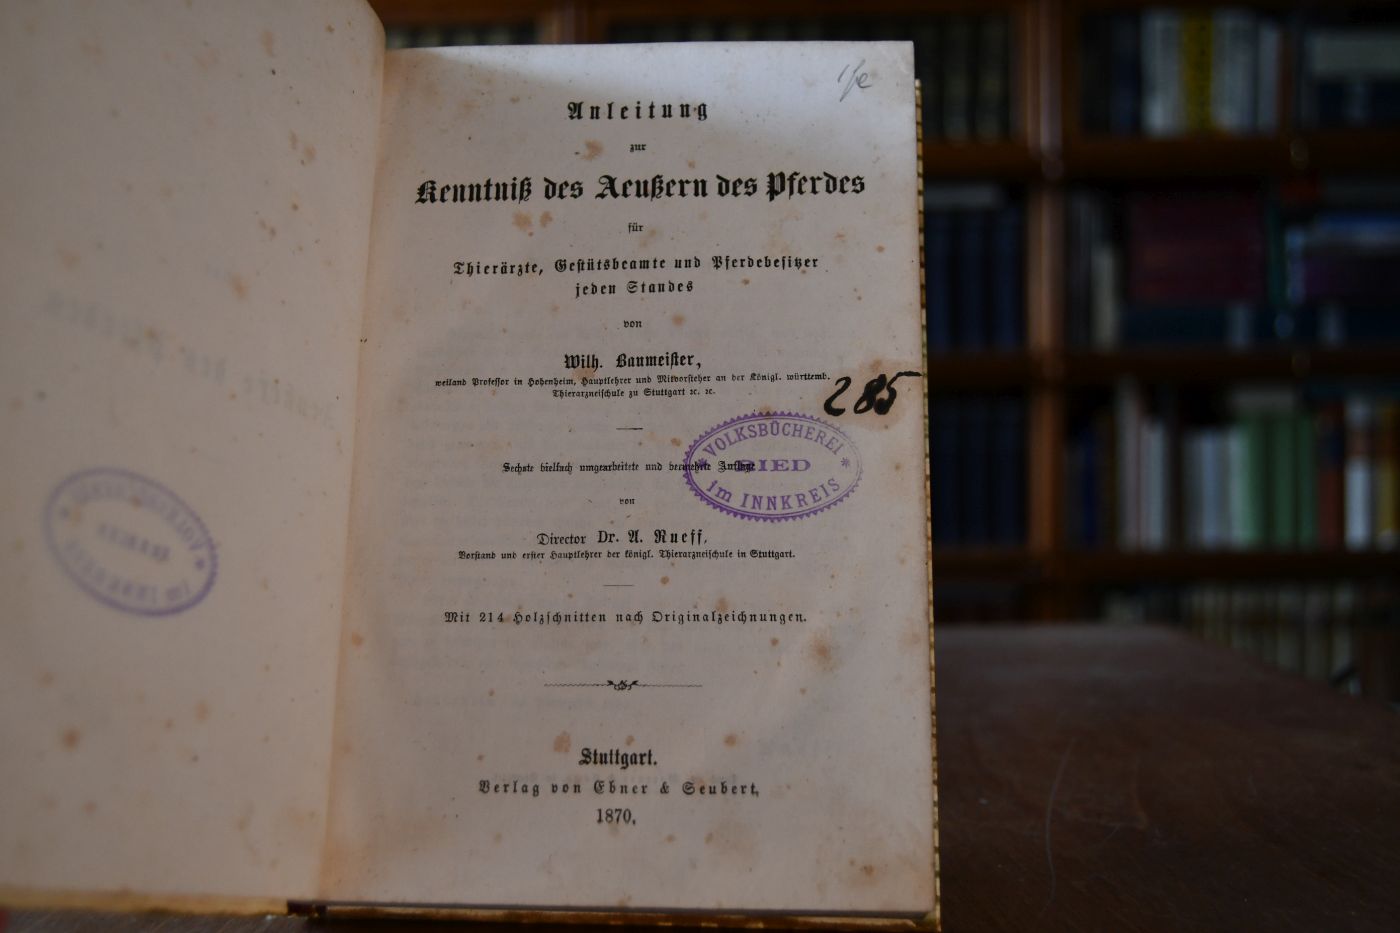 Anleitung
zur
Kenntniß des Aeußern des Pferdes
für
Thierärzte, Gestütsbeamte und Pferdebesitzer
jeden Standes
von
Wilh. Baumeister,
weiland Professor in Hohenheim, Hauptlehrer und Mitvorsteher an der Königl. württemb.
Thierarzneischule zu Stuttgart ꝛc. ꝛc.
285
VOLKSBÜCHEREI
RIED
im INNKREIS
Sechste vielfach umgearbeitete und vermehrte Auflage
von
Director Dr. A. Rueff,
Vorstand und erster Hauptlehrer der königl. Thierarzneischule in Stuttgart.
Mit 214 Holzschnitten nach Originalzeichnungen.
Stuttgart.
Verlag von Ebner & Seubert.
1870.